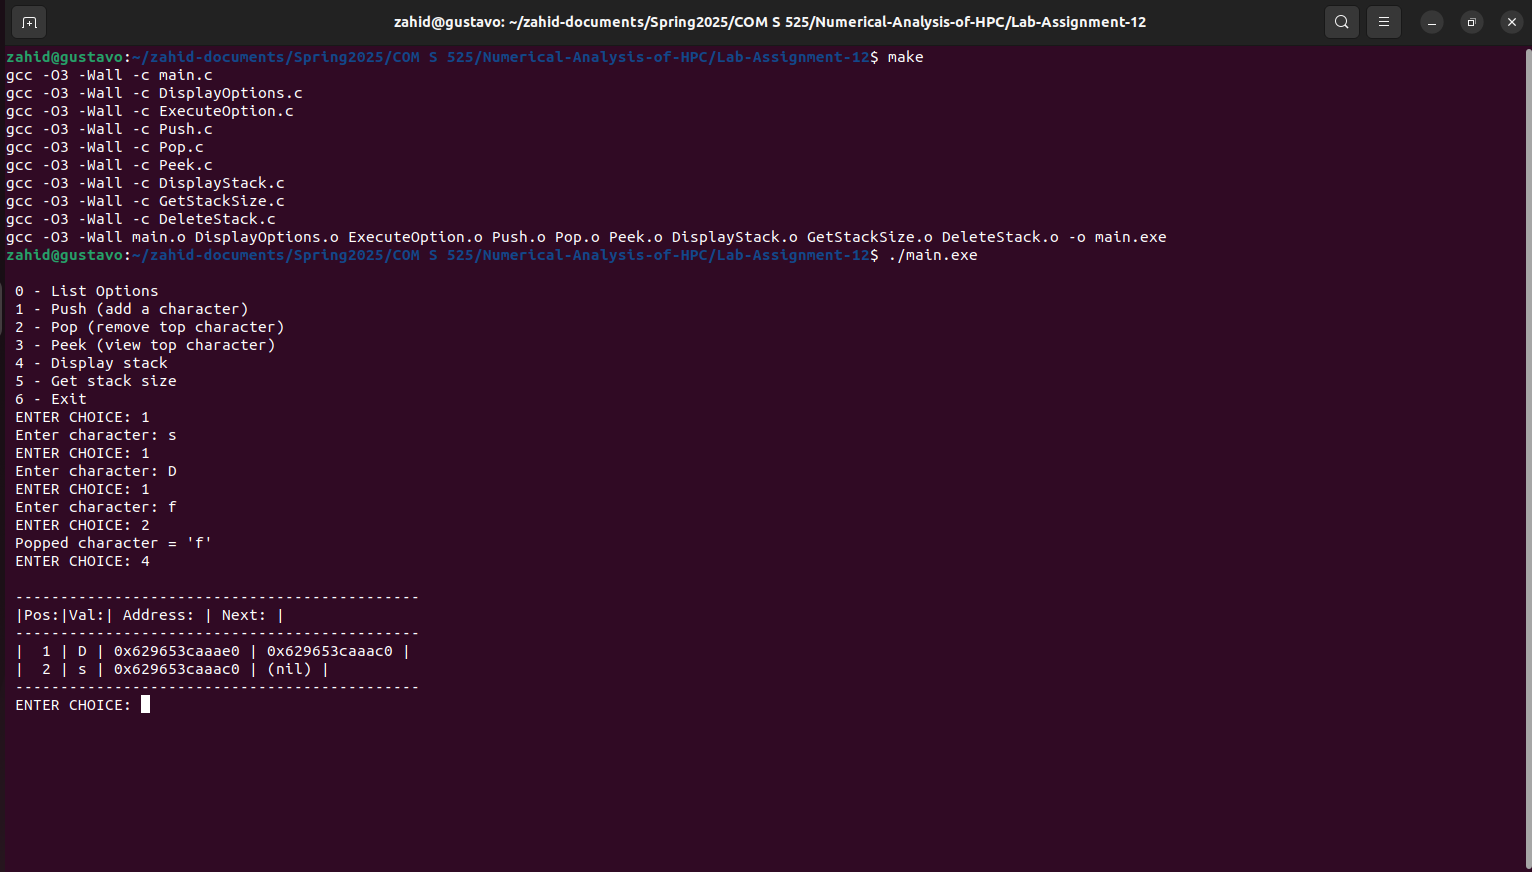 zahid@gustavo: ~/zahid-documents/Spring2025/COM S 525/Numerical-Analysis-of-HPC/Lab-Assignment-12
zahid@gustavo:~/zahid-documents/Spring2025/COM S 525/Numerical-Analysis-of-HPC/Lab-Assignment-12$ make
gcc -O3 -Wall -c main.c
gcc -O3 -Wall -c DisplayOptions.c
gcc -O3 -Wall -c ExecuteOption.c
gcc -O3 -Wall -c Push.c
gcc -O3 -Wall -c Pop.c
gcc -O3 -Wall -c Peek.c
gcc -O3 -Wall -c DisplayStack.c
gcc -O3 -Wall -c GetStackSize.c
gcc -O3 -Wall -c DeleteStack.c
gcc -O3 -Wall main.o DisplayOptions.o ExecuteOption.o Push.o Pop.o Peek.o DisplayStack.o GetStackSize.o DeleteStack.o -o main.exe
zahid@gustavo:~/zahid-documents/Spring2025/COM S 525/Numerical-Analysis-of-HPC/Lab-Assignment-12$ ./main.exe
0 - List Options
1 - Push (add a character)
2 - Pop (remove top character)
3 - Peek (view top character)
4 - Display stack
5 - Get stack size
6 - Exit
ENTER CHOICE: 1
Enter character: s
ENTER CHOICE: 1
Enter character: D
ENTER CHOICE: 1
Enter character: f
ENTER CHOICE: 2
Popped character = 'f'
ENTER CHOICE: 4
---------------------------------------------
|Pos:|Val:| Address: | Next: |
---------------------------------------------
|  1 | D | 0x629653caaae0 | 0x629653caaac0 |
|  2 | s | 0x629653caaac0 | (nil) |
---------------------------------------------
ENTER CHOICE: